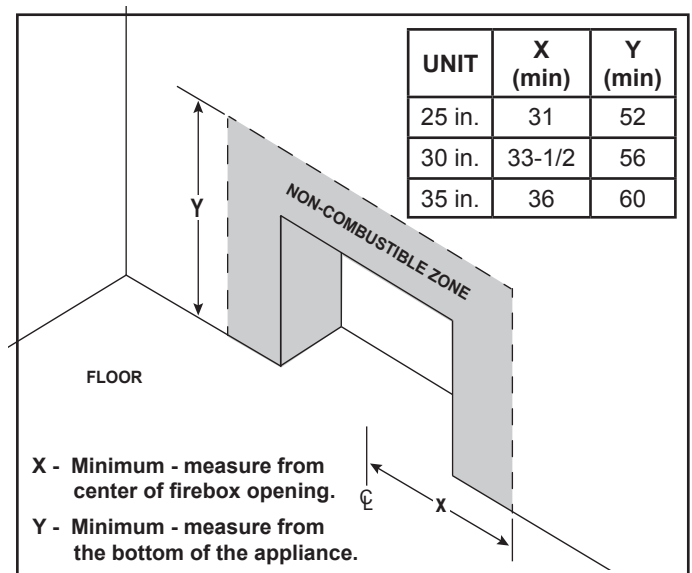 UNIT X (min) Y (min)
25 in. 31 52
30 in. 33-1/2 56
35 in. 36 60
Y
NON-COMBUSTIBLE ZONE
FLOOR
X - Minimum - measure from
center of firebox opening.
℄
X
Y - Minimum - measure from
the bottom of the appliance.